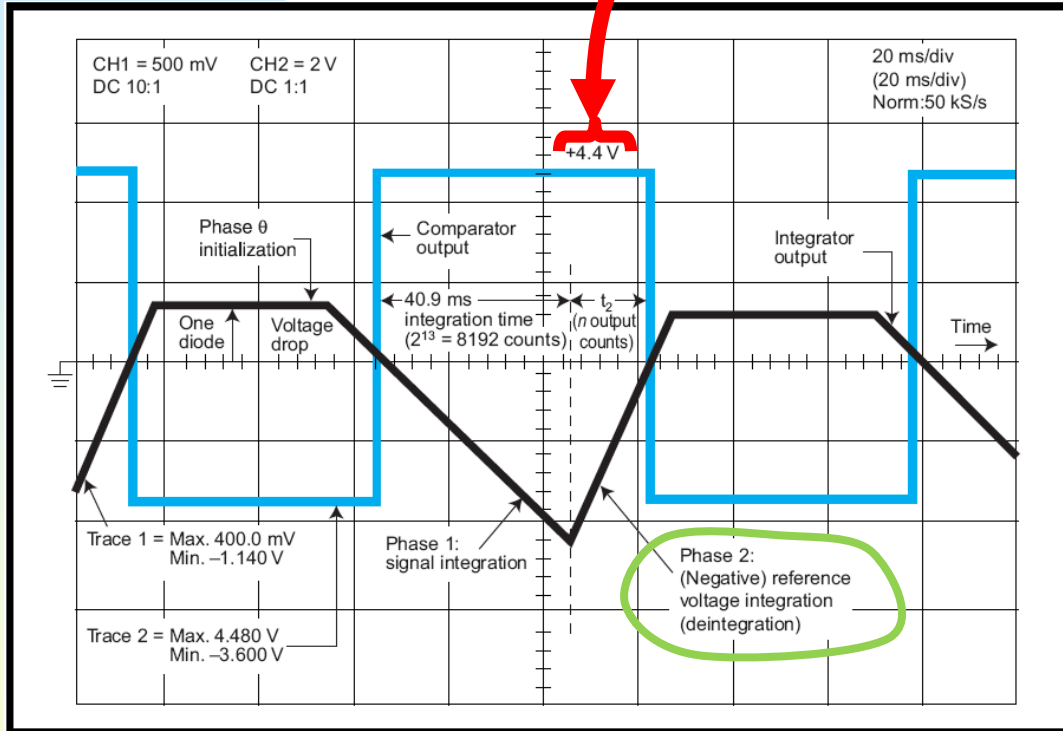 CH1 = 500 mV
DC 10:1
CH2 = 2 V
DC 1:1
20 ms/div
(20 ms/div)
Norm:50 kS/s
+4.4 V
Phase θ
initialization
Comparator
output
Integrator
output
40.9 ms
integration time
(2¹³ = 8192 counts)
t₂
(n output
counts)
One
diode
Voltage
drop
Time
Trace 1 = Max. 400.0 mV
Min. –1.140 V
Phase 1:
signal integration
Phase 2:
(Negative) reference
voltage integration
(deintegration)
Trace 2 = Max. 4.480 V
Min. –3.600 V